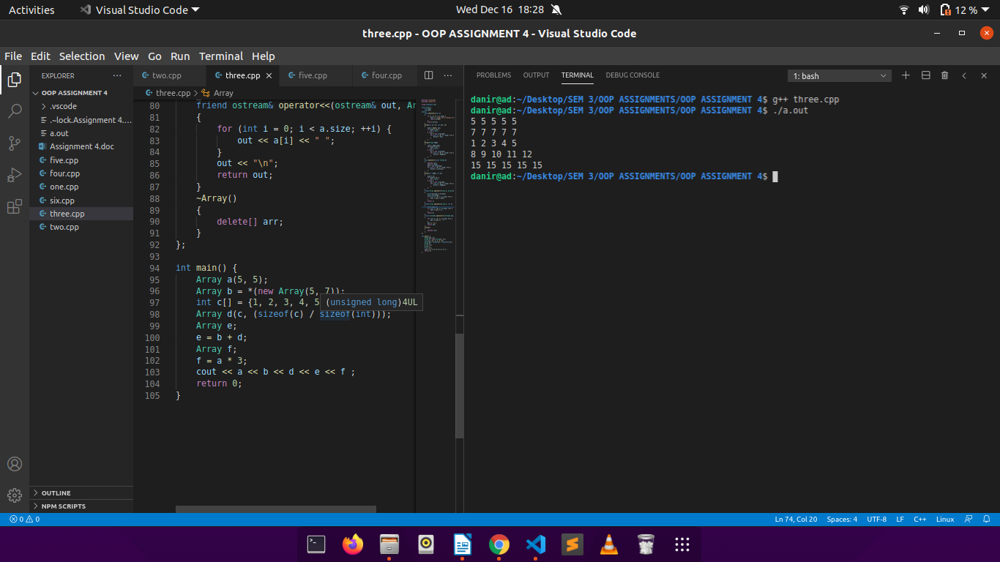 Activities Visual Studio Code Wed Dec 16 18:28 12 %
three.cpp - OOP ASSIGNMENT 4 - Visual Studio Code
File Edit Selection View Go Run Terminal Help
EXPLORER ···
OOP ASSIGNMENT 4
.vscode
.~lock.Assignment 4....
a.out
Assignment 4.doc
five.cpp
four.cpp
one.cpp
six.cpp
three.cpp
two.cpp
OUTLINE
NPM SCRIPTS
two.cpp three.cpp five.cpp four.cpp ···
three.cpp > Array
80 friend ostream& operator<<(ostream& out, Ar
81 {
82 for (int i = 0; i < a.size; ++i) {
83 out << a[i] << " ";
84 }
85 out << "\n";
86 return out;
87 }
88 ~Array()
89 {
90 delete[] arr;
91 }
92 };
93
94 int main() {
95 Array a(5, 5);
96 Array b = *(new Array(5, 7));
97 int c[] = {1, 2, 3, 4, 5
(unsigned long)4UL
98 Array d(c, (sizeof(c) / sizeof(int)));
99 Array e;
100 e = b + d;
101 Array f;
102 f = a * 3;
103 cout << a << b << d << e << f ;
104 return 0;
105 }
PROBLEMS OUTPUT TERMINAL DEBUG CONSOLE 1: bash
danir@ad:~/Desktop/SEM 3/OOP ASSIGNMENTS/OOP ASSIGNMENT 4$ g++ three.cpp
danir@ad:~/Desktop/SEM 3/OOP ASSIGNMENTS/OOP ASSIGNMENT 4$ ./a.out
5 5 5 5 5
7 7 7 7 7
1 2 3 4 5
8 9 10 11 12
15 15 15 15 15
danir@ad:~/Desktop/SEM 3/OOP ASSIGNMENTS/OOP ASSIGNMENT 4$
0 0 Ln 74, Col 20 Spaces: 4 UTF-8 LF C++ Linux